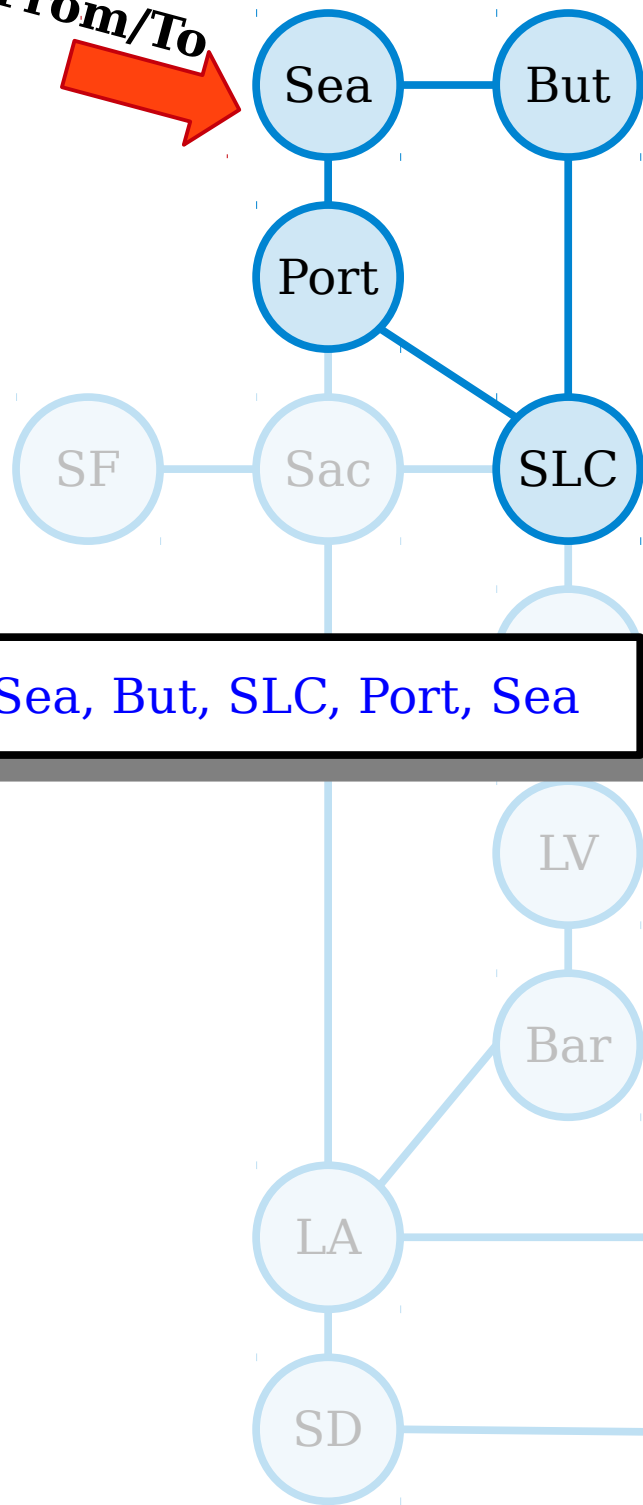 From/To
Sea But
Port
SF Sac SLC
Sea, But, SLC, Port, Sea
LV
Bar
LA
SD